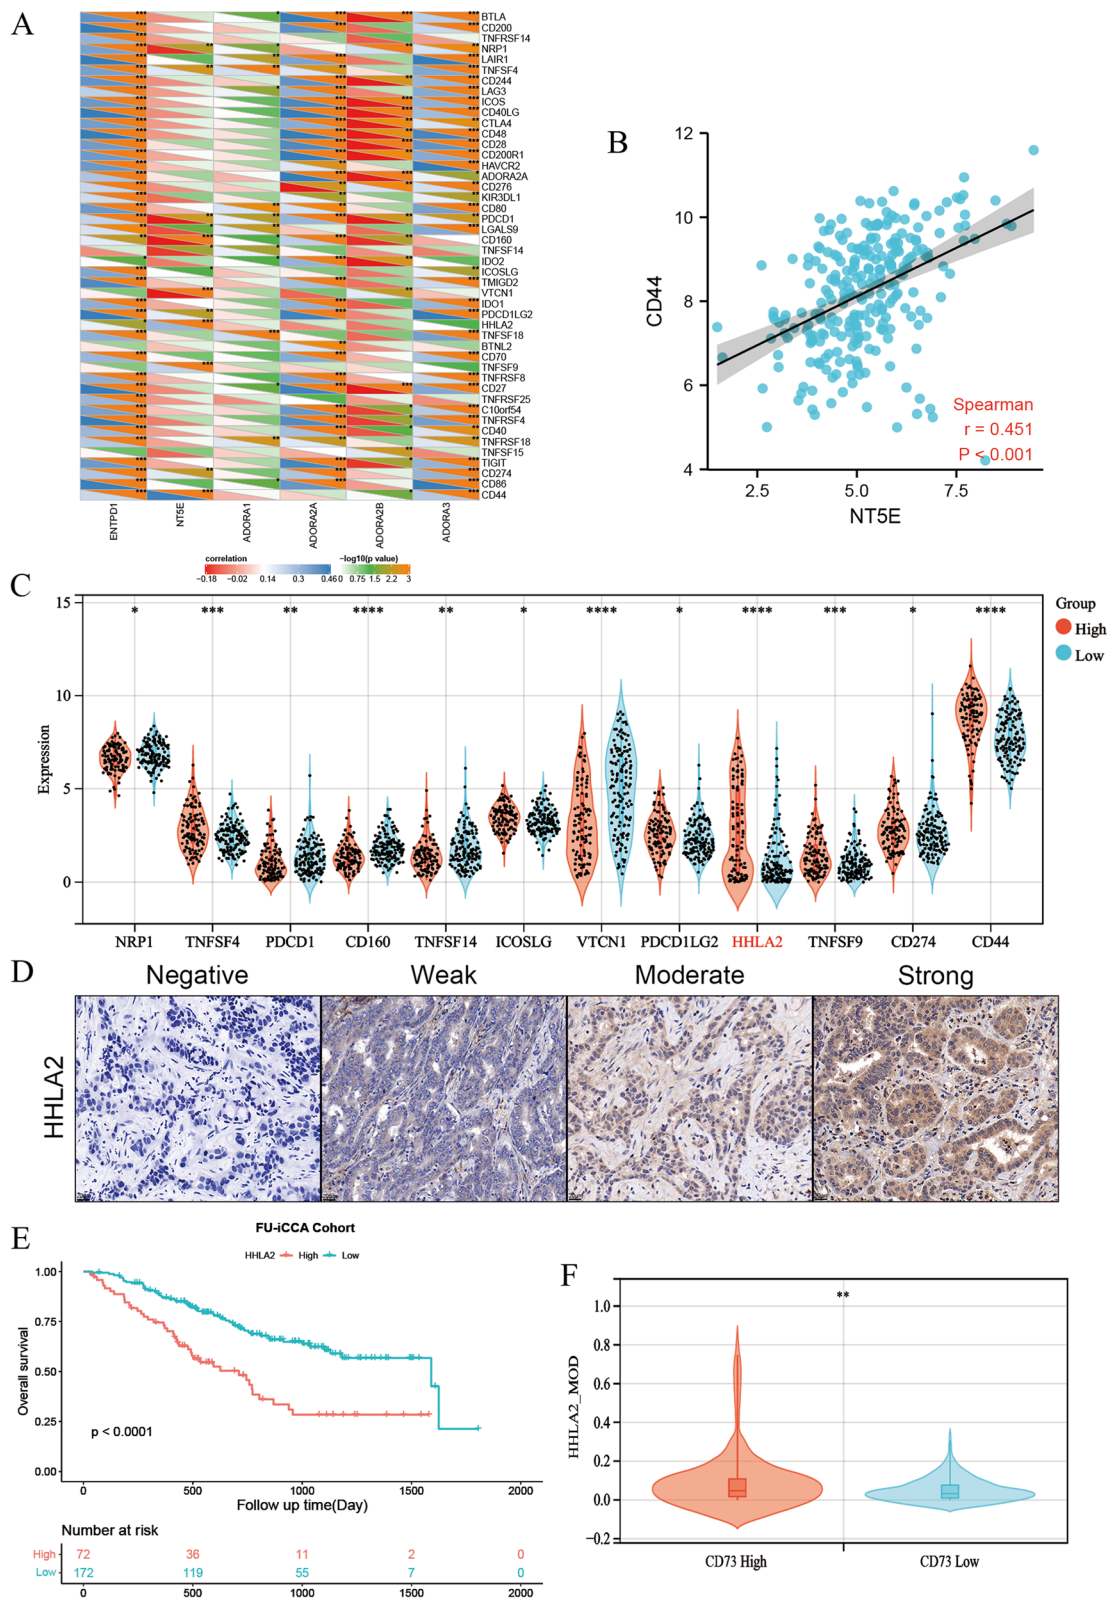 A
BTLA
CD200
TNFRSF14
NRP1
LAIR1
TNFSF4
CD244
LAG3
ICOS
CD40LG
CTLA4
CD48
CD28
CD200R1
HAVCR2
ADORA2A
CD276
KIR3DL1
CD80
PDCD1
LGALS9
CD160
TNFSF14
IDO2
ICOSLG
TMIGD2
VTCN1
IDO1
PDCD1LG2
HHLA2
TNFSF18
BTNL2
CD70
TNFSF9
TNFRSF8
CD27
TNFRSF25
C10orf54
TNFRSF4
CD40
TNFRSF18
TNFSF15
TIGIT
CD274
CD86
CD44
ENTPD1
NT5E
ADORA1
ADORA2A
ADORA2B
ADORA3
correlation
−0.18 −0.02 0.14 0.3 0.46
−log10(p value)
0 0.75 1.5 2.2 3
B
CD44
12
10
8
6
4
Spearman
r = 0.451
P < 0.001
2.5 5.0 7.5
NT5E
C
Expression
15
10
5
0
* *** ** **** ** * **** * **** *** * ****
NRP1 TNFSF4 PDCD1 CD160 TNFSF14 ICOSLG VTCN1 PDCD1LG2 HHLA2 TNFSF9 CD274 CD44
Group
High
Low
D
Negative Weak Moderate Strong
HHLA2
E
FU-iCCA Cohort
HHLA2 High Low
Overall survival
1.00
0.75
0.50
0.25
0.00
p < 0.0001
0 500 1000 1500 2000
Follow up time(Day)
Number at risk
High 72 36 11 2 0
Low 172 119 55 7 0
0 500 1000 1500 2000
F
**
HHLA2_MOD
1.0
0.8
0.6
0.4
0.2
0.0
−0.2
CD73 High CD73 Low